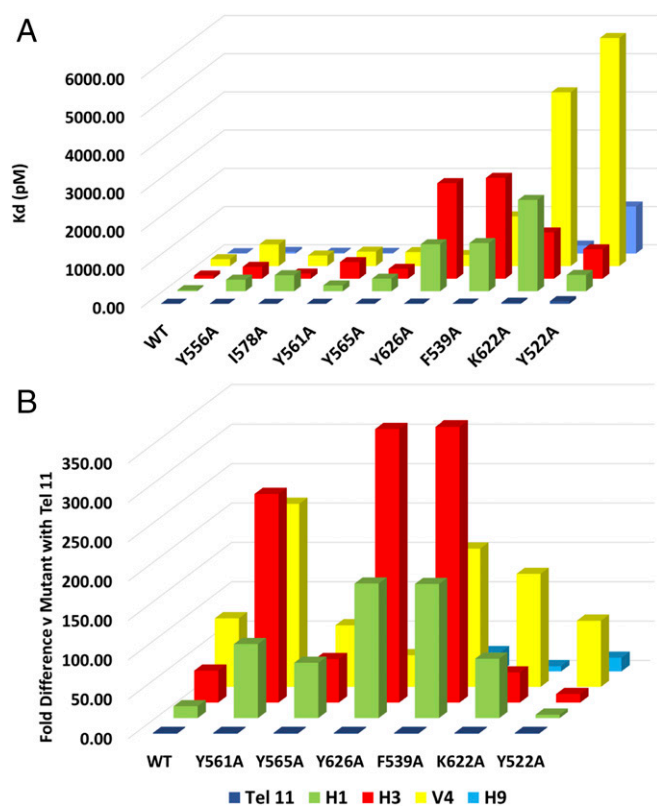 A
Kd (pM)
6000.00
5000.00
4000.00
3000.00
2000.00
1000.00
0.00
WT Y556A I578A Y561A Y565A Y626A F539A K622A Y522A
B
Fold Difference v Mutant with Tel 11
350.00
300.00
250.00
200.00
150.00
100.00
50.00
0.00
WT Y561A Y565A Y626A F539A K622A Y522A
Tel 11 H1 H3 V4 H9